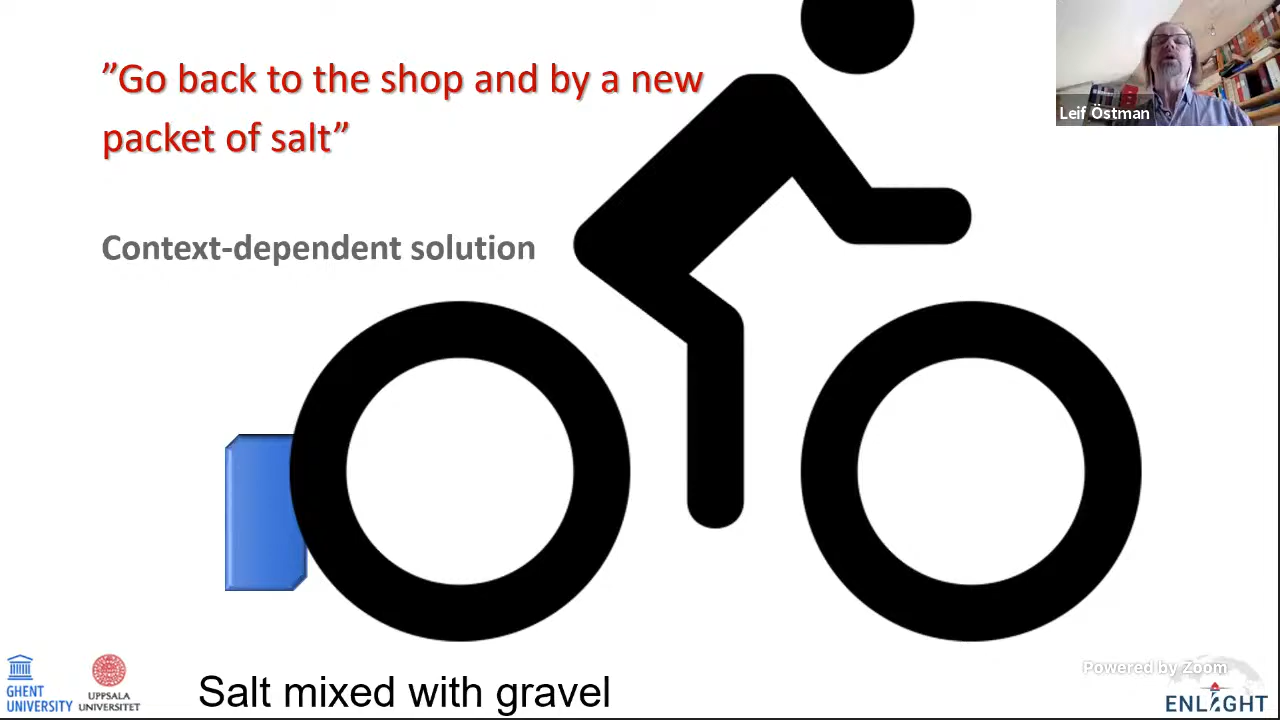 ”Go back to the shop and by a new
packet of salt”
Leif Östman
Context-dependent solution
Salt mixed with gravel
Powered by Zoom
GHENT
UNIVERSITY
UPPSALA
UNIVERSITET
ENLIGHT